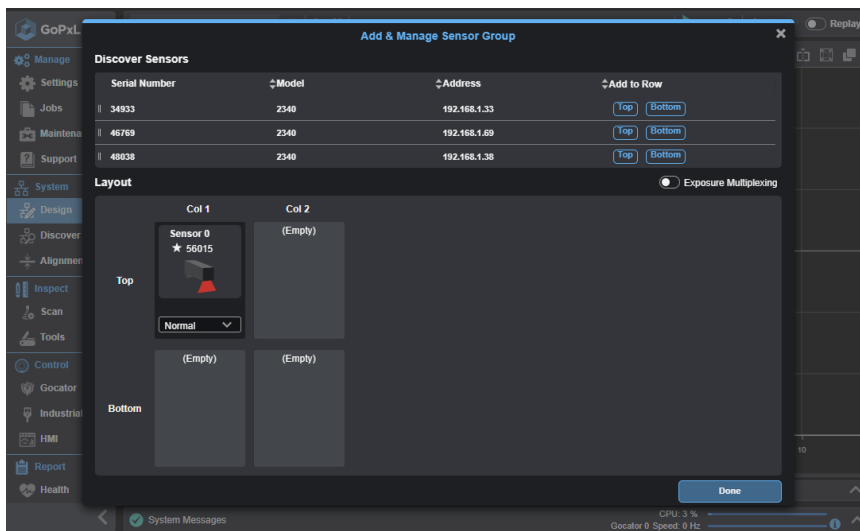 GoPxL
Add & Manage Sensor Group
Replay
Manage
Settings
Jobs
Maintena
Support
System
Design
Discover
Alignmen
Inspect
Scan
Tools
Control
Gocator
Industrial
HMI
Report
Health
Discover Sensors
Serial Number Model Address Add to Row
34933 2340 192.168.1.33 Top Bottom
46769 2340 192.168.1.69 Top Bottom
48038 2340 192.168.1.38 Top Bottom
Layout
Exposure Multiplexing
Col 1 Col 2
Sensor 0 (Empty)
★ 56015
Top
Normal
(Empty) (Empty)
Bottom
10
Done
System Messages
CPU: 3 %
Gocator 0 Speed: 0 Hz